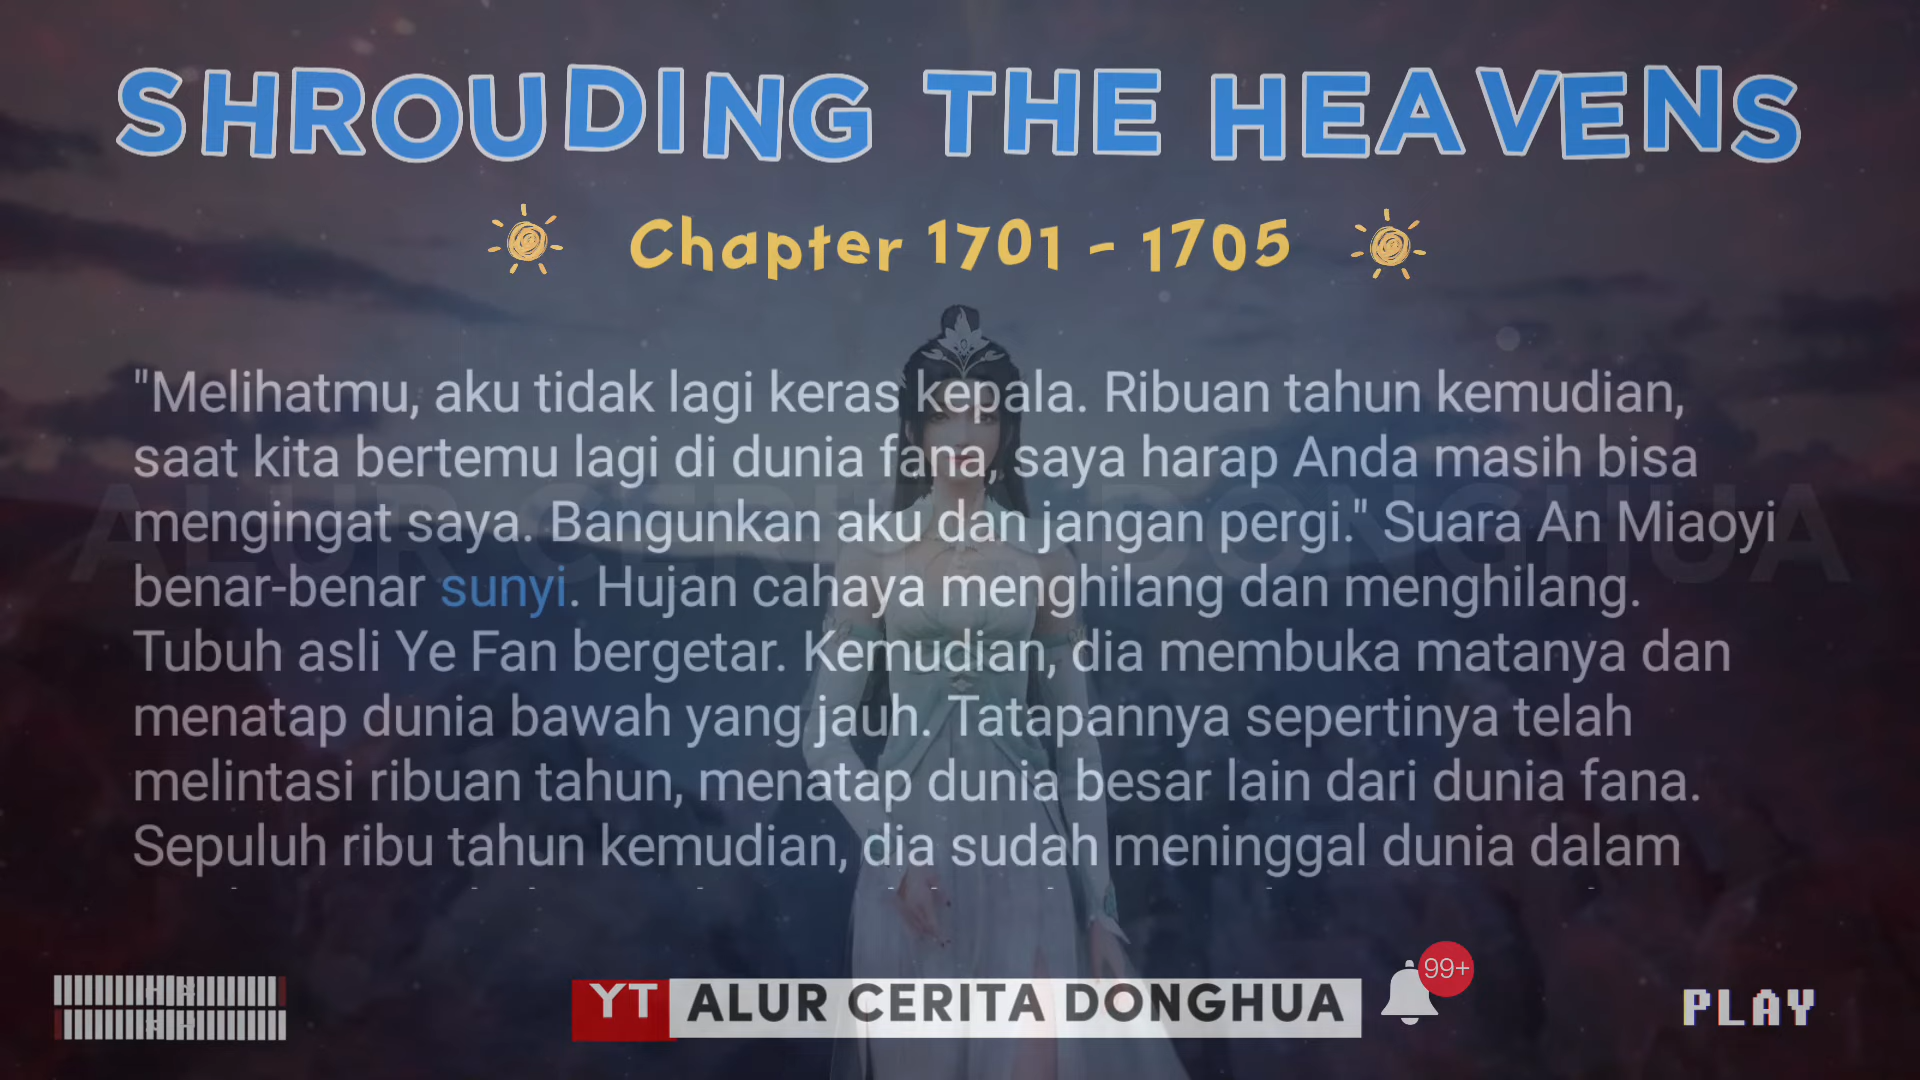 SHROUDING THE HEAVENS
Chapter 1701 - 1705
"Melihatmu, aku tidak lagi keras kepala. Ribuan tahun kemudian,
saat kita bertemu lagi di dunia fana, saya harap Anda masih bisa
mengingat saya. Bangunkan aku dan jangan pergi." Suara An Miaoyi
benar-benar sunyi. Hujan cahaya menghilang dan menghilang.
Tubuh asli Ye Fan bergetar. Kemudian, dia membuka matanya dan
menatap dunia bawah yang jauh. Tatapannya sepertinya telah
melintasi ribuan tahun, menatap dunia besar lain dari dunia fana.
Sepuluh ribu tahun kemudian, dia sudah meninggal dunia dalam
ALUR CERITA DONGHUA
YT ALUR CERITA DONGHUA
99+
PLAY